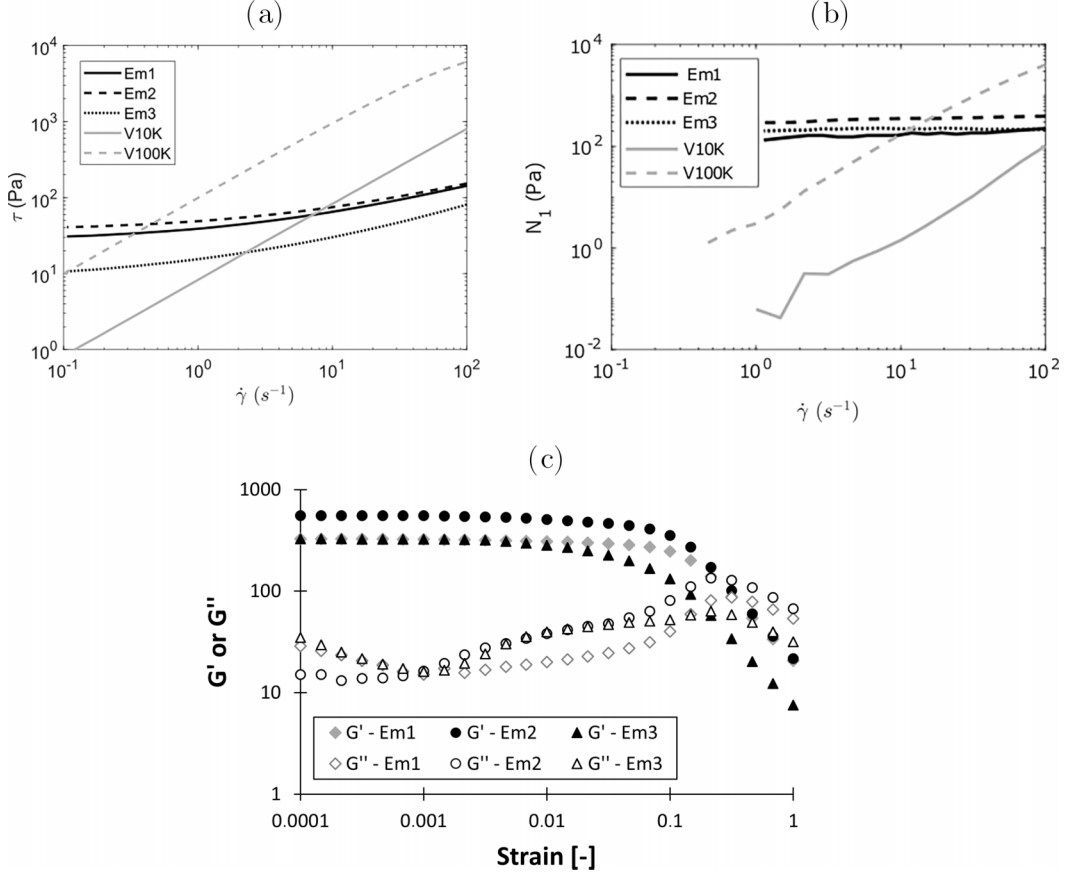 (a)
10^4
10^3
10^2
10^1
10^0
τ (Pa)
Em1
Em2
Em3
V10K
V100K
10^-1
10^0
10^1
10^2
γ̇ (s^-1)
(b)
10^4
10^2
10^0
10^-2
N_1 (Pa)
Em1
Em2
Em3
V10K
V100K
10^-1
10^0
10^1
10^2
γ̇ (s^-1)
(c)
1000
100
10
1
G' or G''
G' - Em1 G' - Em2 G' - Em3
G'' - Em1 G'' - Em2 G'' - Em3
0.0001 0.001 0.01 0.1 1
Strain [-]